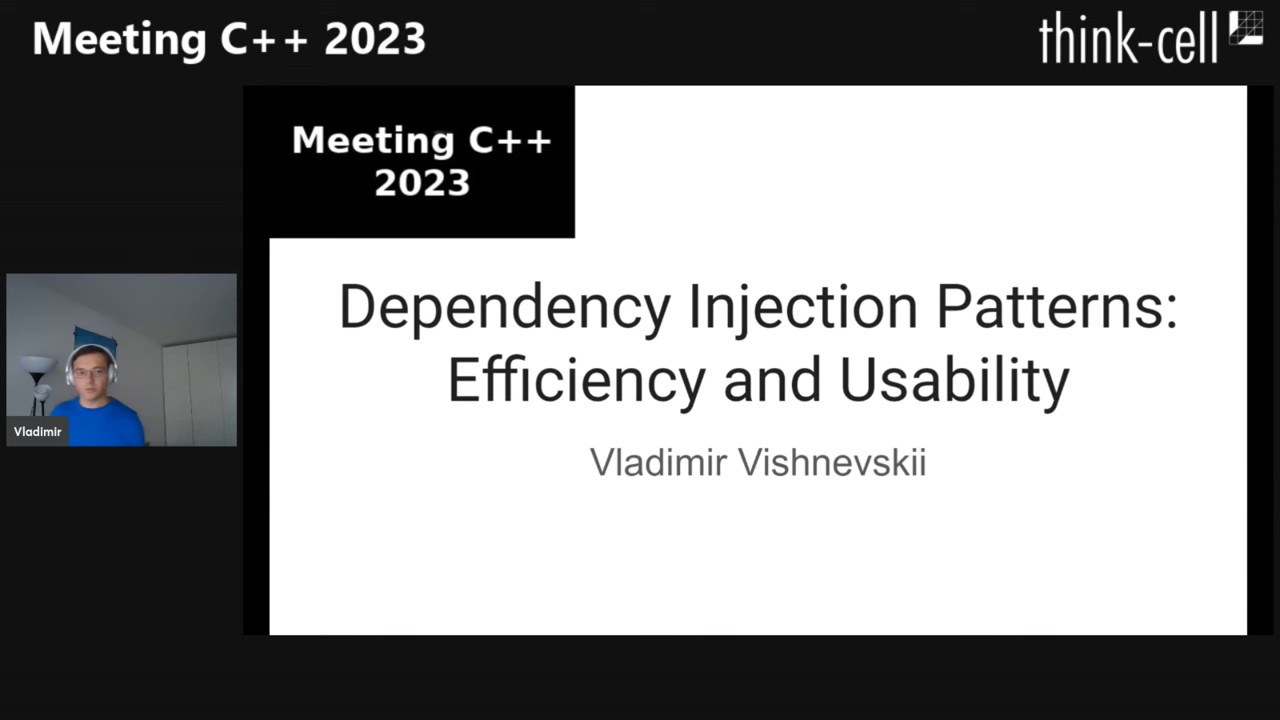 Meeting C++ 2023
think-cell
Meeting C++
2023
Dependency Injection Patterns:
Efficiency and Usability
Vladimir Vishnevskii
Vladimir